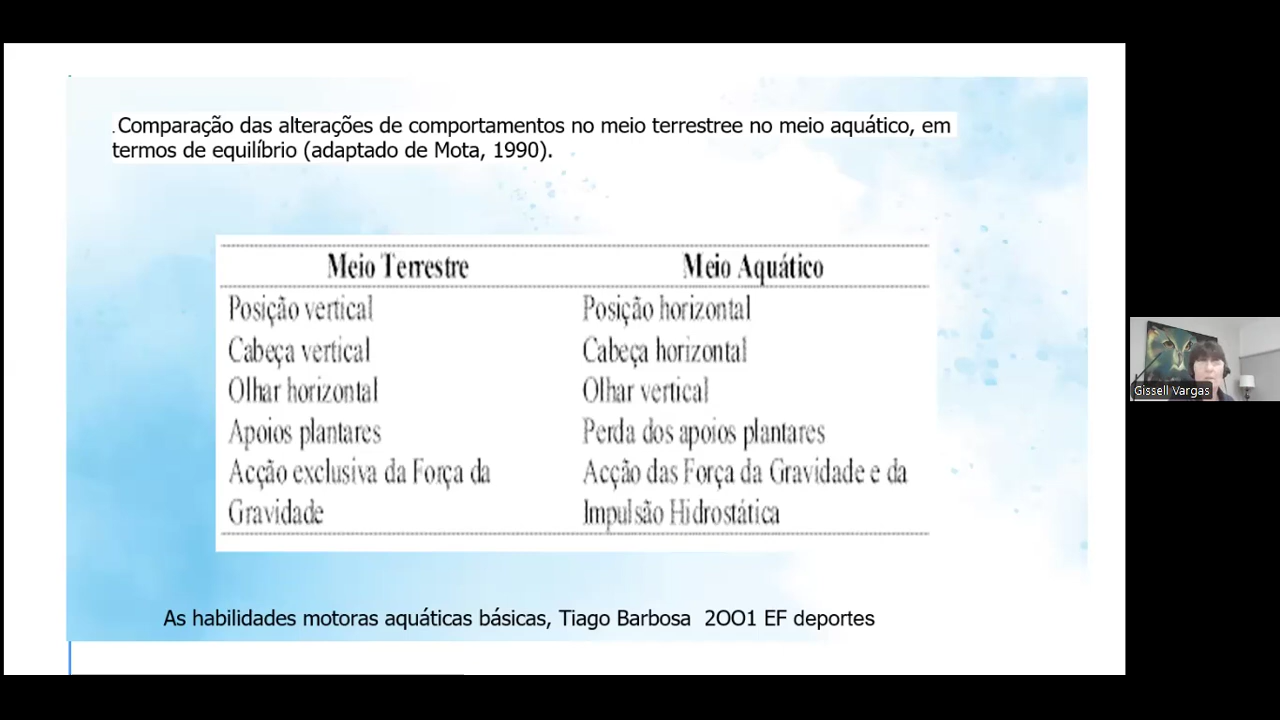 .Comparação das alterações de comportamentos no meio terrestree no meio aquático, em
termos de equilíbrio (adaptado de Mota, 1990).
Meio Terrestre Meio Aquático
Posição vertical Posição horizontal
Cabeça vertical Cabeça horizontal
Olhar horizontal Olhar vertical
Apoios plantares Perda dos apoios plantares
Acção exclusiva da Força da Acção das Força da Gravidade e da
Gravidade Impulsão Hidrostática
As habilidades motoras aquáticas básicas, Tiago Barbosa 2OO1 EF deportes
Gissell Vargas